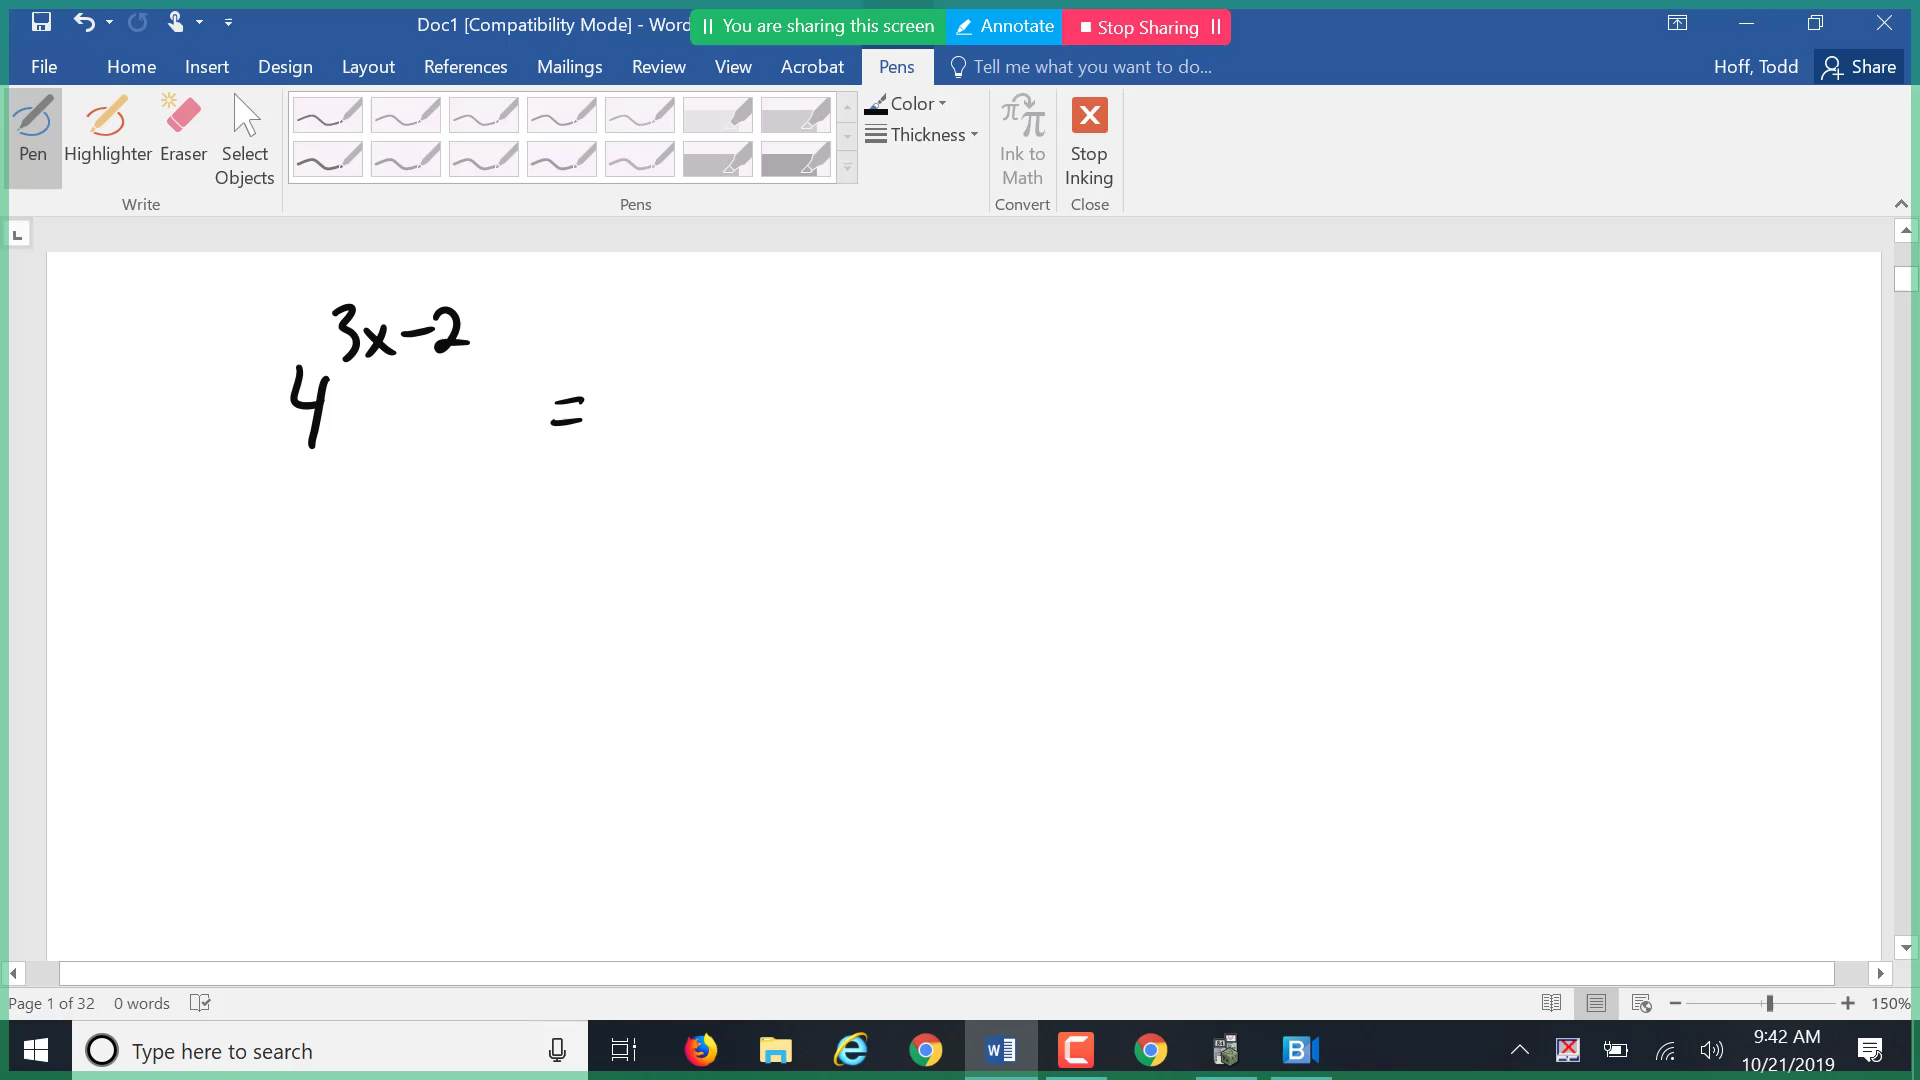 Doc1 [Compatibility Mode] - Word
You are sharing this screen
Annotate
Stop Sharing
File Home Insert Design Layout References Mailings Review View Acrobat Pens Tell me what you want to do... Hoff, Todd Share
Pen Highlighter Eraser Select Objects
Color
Thickness
Ink to Math
Stop Inking
Write Pens Convert Close
4^{3x-2} =
Page 1 of 32 0 words 150%
Type here to search
9:42 AM
10/21/2019